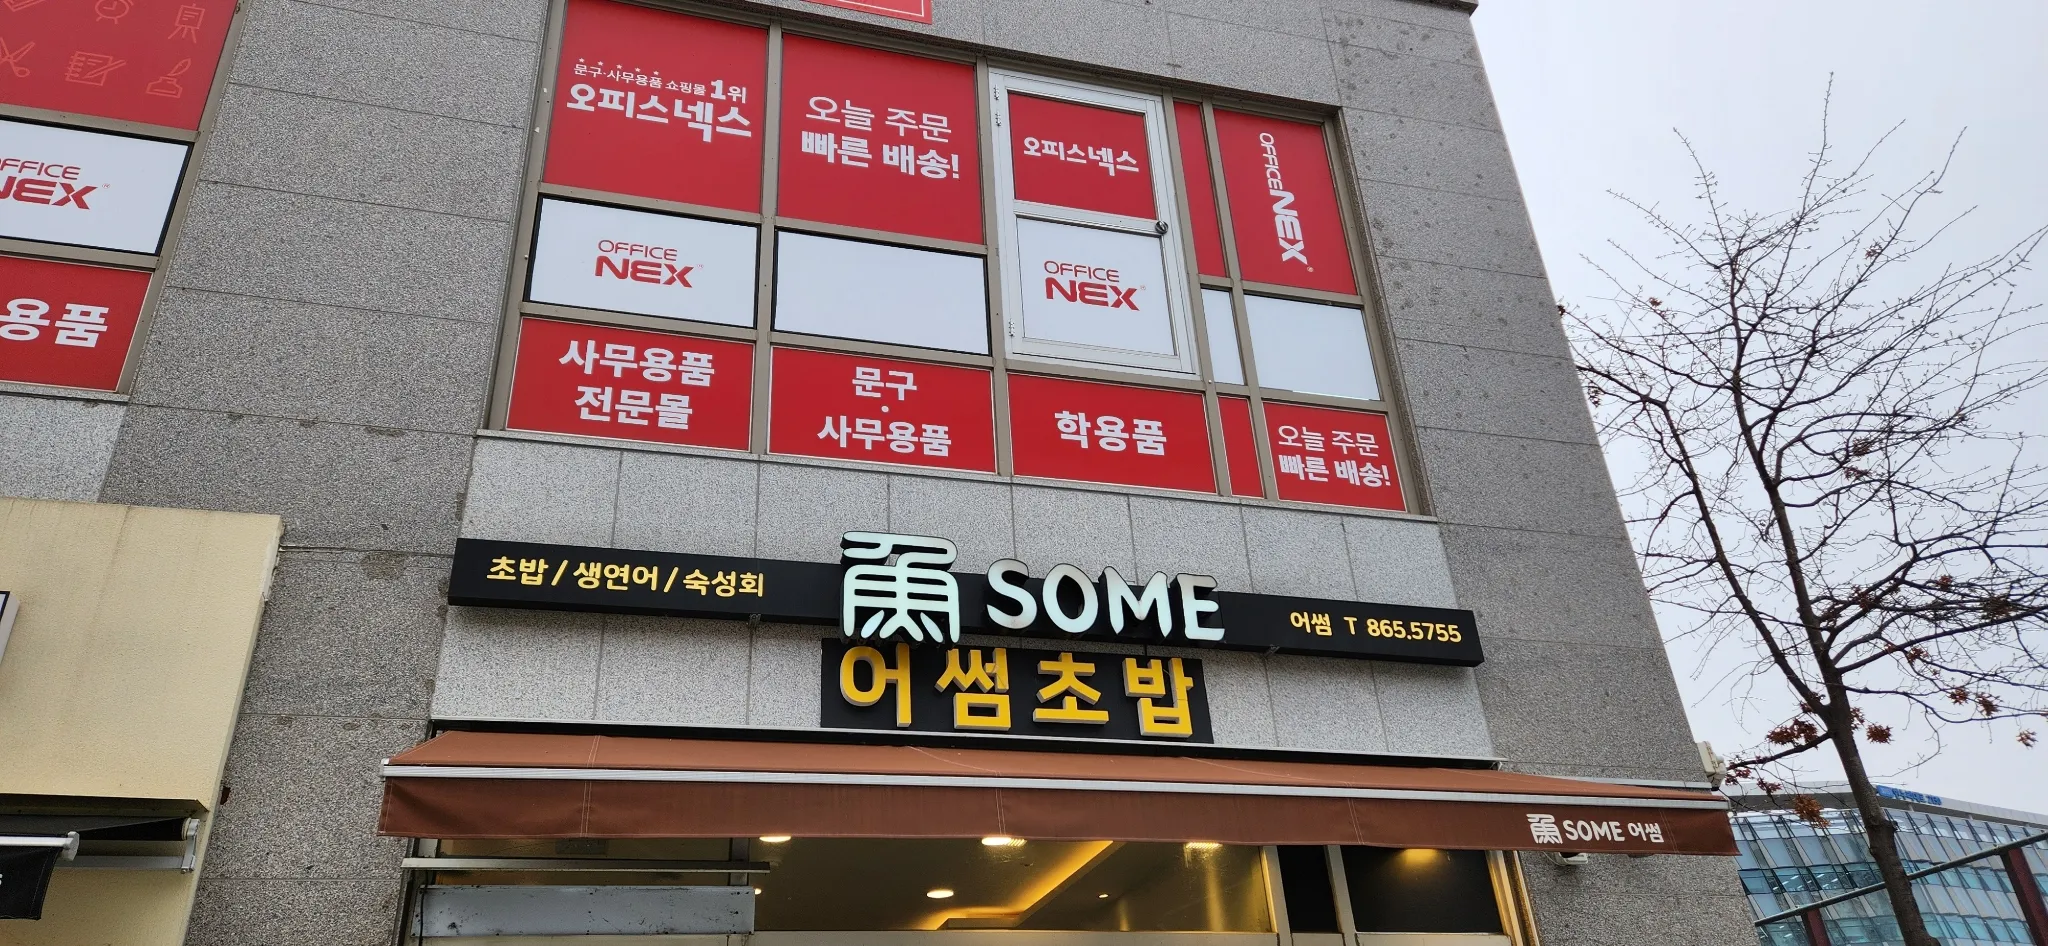 OFFICE
NEX
용품
문구·사무용품 쇼핑몰 1위
오피스넥스
오늘 주문
빠른 배송!
오피스넥스
OFFICE NEX
OFFICE
NEX
OFFICE
NEX
사무용품
전문몰
문구
·
사무용품
학용품
오늘 주문
빠른 배송!
초밥 / 생연어 / 숙성회
魚 SOME
어썸 T 865.5755
어썸초밥
魚 SOME 어썸